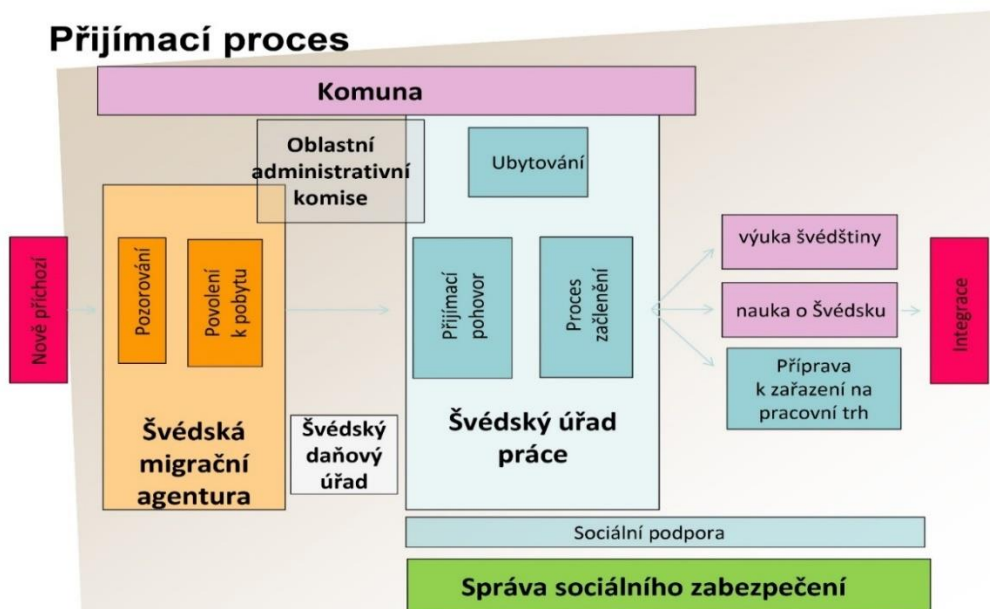 Přijímací proces
Komuna
Oblastní
administrativní
komise
Ubytování
Nově příchozí
Pozorování
Povolení
k pobytu
Přijímací
pohovor
Proces
začlenění
výuka švédštiny
nauka o Švédsku
Příprava
k zařazení na
pracovní trh
Integrace
Švédská
migrační
agentura
Švédský
daňový
úřad
Švédský úřad
práce
Sociální podpora
Správa sociálního zabezpečení